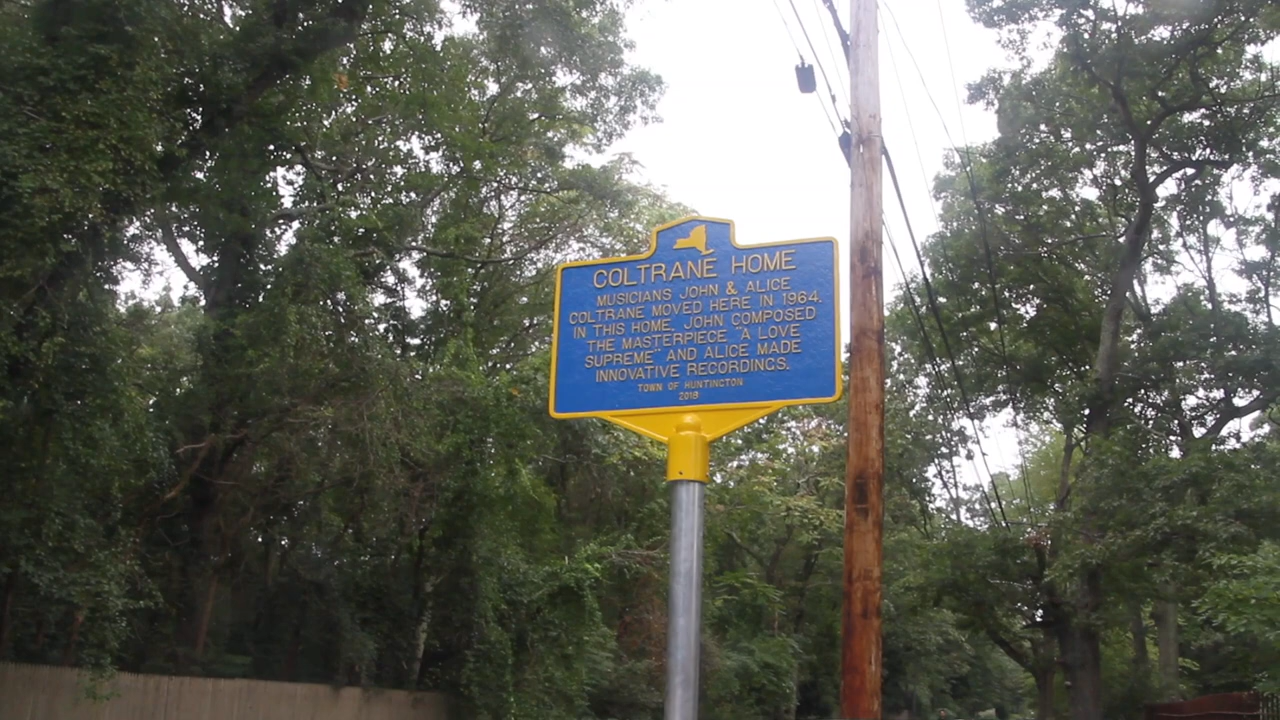 COLTRANE HOME
MUSICIANS JOHN & ALICE
COLTRANE MOVED HERE IN 1964.
IN THIS HOME, JOHN COMPOSED
THE MASTERPIECE "A LOVE
SUPREME" AND ALICE MADE
INNOVATIVE RECORDINGS.
TOWN OF HUNTINGTON
2018